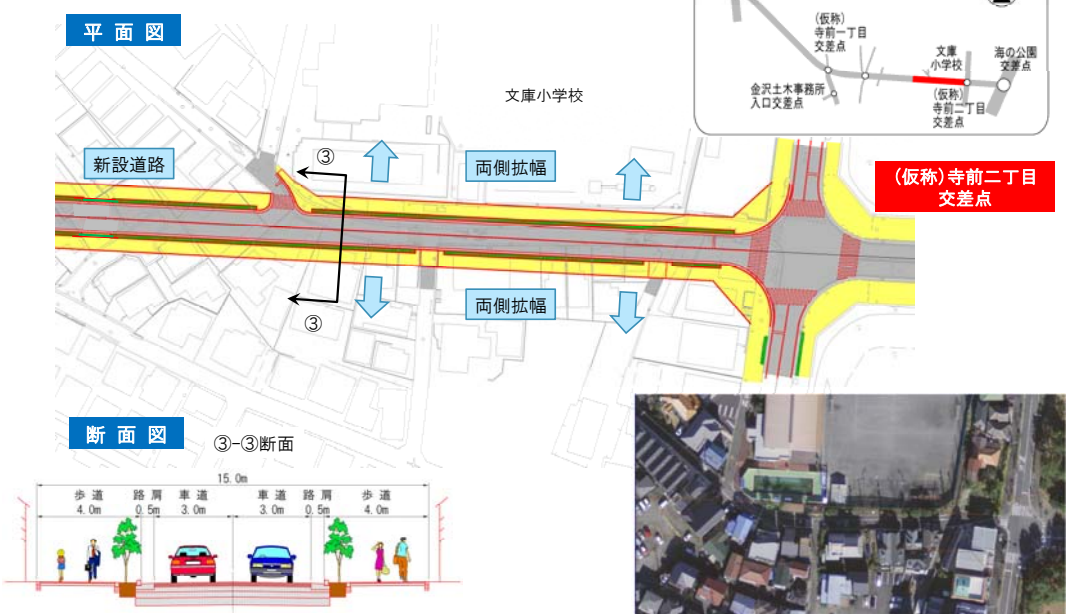 平面図
(仮称)
寺前一丁目
交差点
文庫
小学校
海の公園
交差点
金沢土木事務所
入口交差点
(仮称)
寺前二丁目
交差点
文庫小学校
新設道路
③
両側拡幅
(仮称)寺前二丁目
交差点
両側拡幅
③
断面図
③-③断面
15.0m
歩道 路肩 車道 車道 路肩 歩道
4.0m 0.5m 3.0m 3.0m 0.5m 4.0m